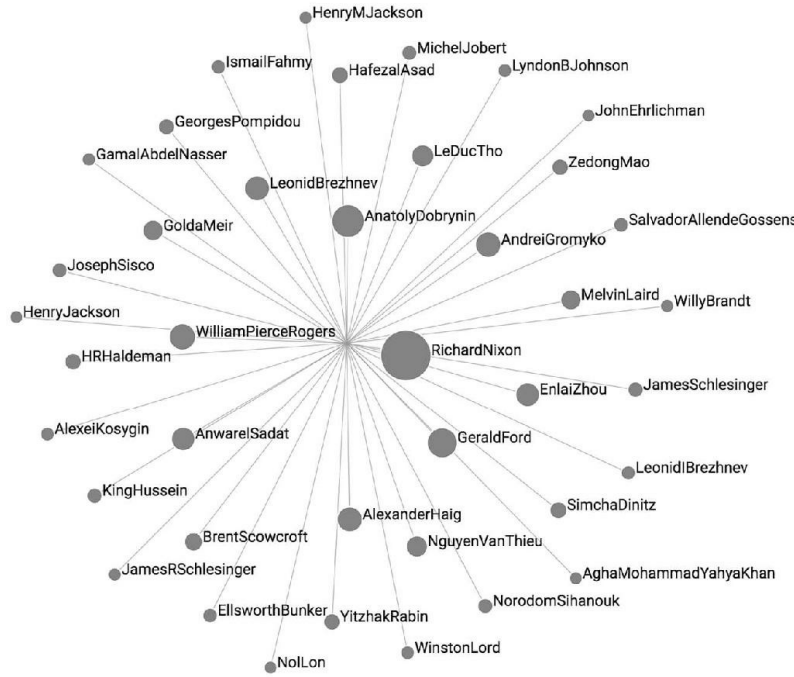 HenryMJackson
MichelJobert
IsmailFahmy
HafezalAsad
LyndonBJohnson
JohnEhrlichman
GeorgesPompidou
LeDucTho
GamalAbdelNasser
ZedongMao
LeonidBrezhnev
AnatolyDobrynin
SalvadorAllendeGossens
GoldaMeir
AndreiGromyko
JosephSisco
MelvinLaird
WillyBrandt
HenryJackson
WilliamPierceRogers
RichardNixon
HRHaldeman
EnlaiZhou
JamesSchlesinger
AlexeiKosygin
AnwarelSadat
GeraldFord
LeonidIBrezhnev
KingHussein
SimchaDinitz
AlexanderHaig
BrentScowcroft
NguyenVanThieu
JamesRSchlesinger
AghaMohammadYahyaKhan
NorodomSihanouk
EllsworthBunker
YitzhakRabin
WinstonLord
NolLon